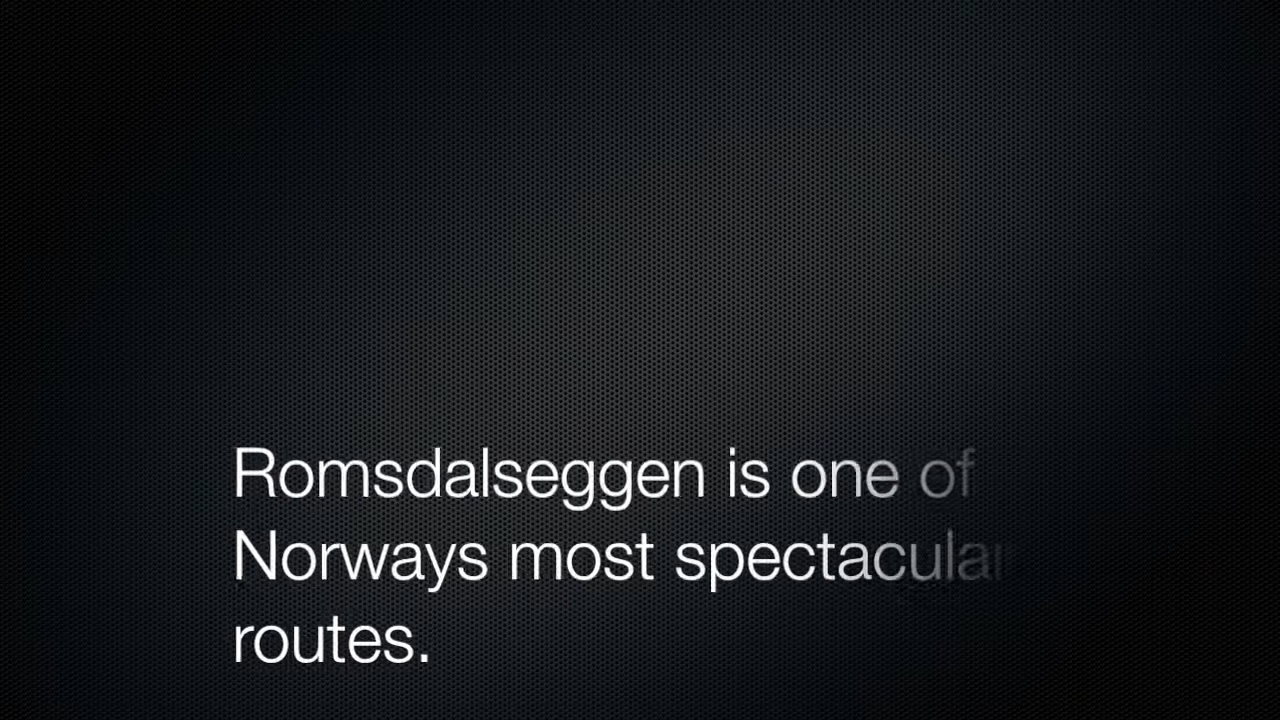 Romsdalseggen is one of
Norways most spectacular
routes.